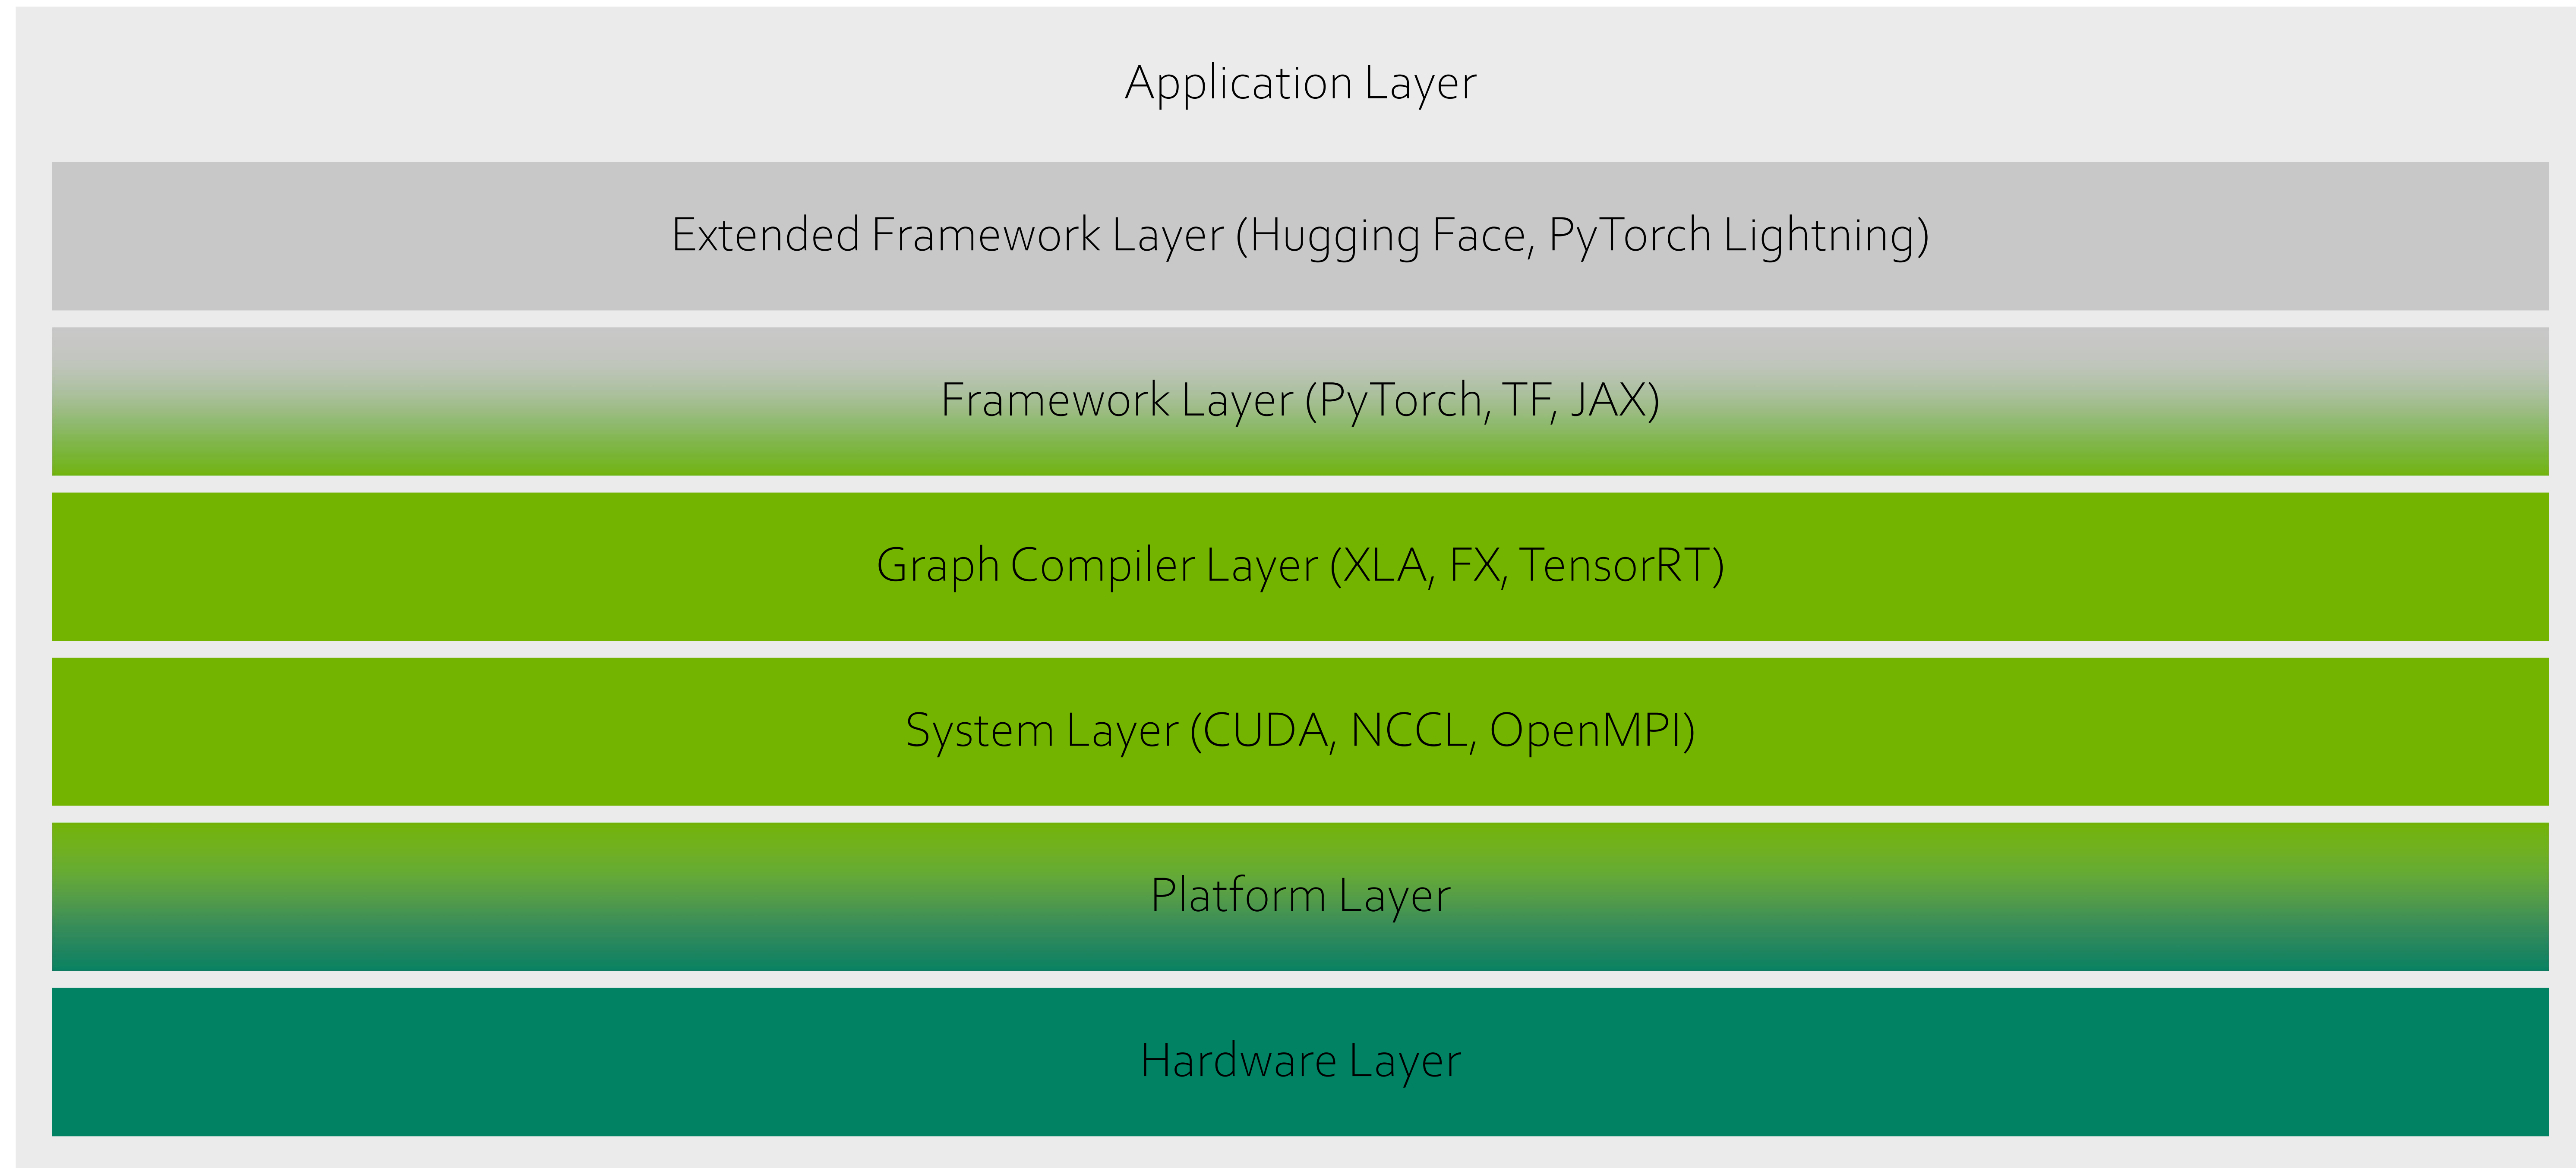 Application Layer
Extended Framework Layer (Hugging Face, PyTorch Lightning)
Framework Layer (PyTorch, TF, JAX)
Graph Compiler Layer (XLA, FX, TensorRT)
System Layer (CUDA, NCCL, OpenMPI)
Platform Layer
Hardware Layer